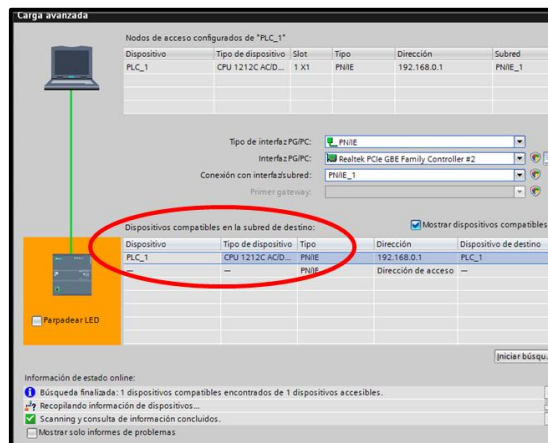 Carga avanzada
Nodos de acceso configurados de "PLC_1"
Dispositivo Tipo de dispositivo Slot Tipo Dirección Subred
PLC_1 CPU 1212C AC/D... 1 X1 PN/IE 192.168.0.1 PN/IE_1
Tipo de interfaz PG/PC: PN/IE
Interfaz PG/PC: Realtek PCIe GBE Family Controller #2
Conexión con interfaz/subred: PN/IE_1
Primer gateway:
Dispositivos compatibles en la subred de destino: Mostrar dispositivos compatibles
Dispositivo Tipo de dispositivo Tipo Dirección Dispositivo de destino
PLC_1 CPU 1212C AC/D... PN/IE 192.168.0.1 PLC_1
— — PN/IE Dirección de acceso —
Parpadear LED
Iniciar búsqu
Información de estado online:
Búsqueda finalizada: 1 dispositivos compatibles encontrados de 1 dispositivos accesibles.
Recopilando información de dispositivos...
Scanning y consulta de información concluidos.
Mostrar solo informes de problemas